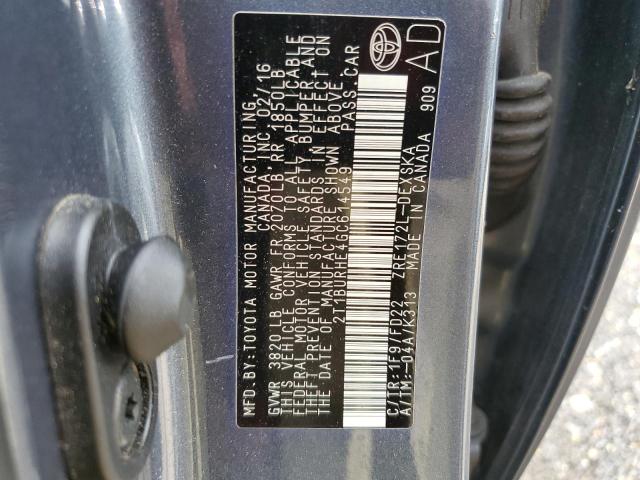 MFD.BY:TOYOTA MOTOR MANUFACTURING,
CANADA, INC. 02/16
GVWR 3820LB GAWR FR 2070LB RR 1850LB
THIS VEHICLE CONFORMS TO ALL APPLICABLE
FEDERAL MOTOR VEHICLE SAFETY, BUMPER, AND
THEFT PREVENTION STANDARDS IN EFFECT ON
THE DATE OF MANUFACTURE SHOWN ABOVE.
2T1BURHE4GC614549 PASS.CAR
C/TR:1F9/FD22 ZRE172L-DEXSKA
A/TM:-04A/K313 MADE IN CANADA 909
AD